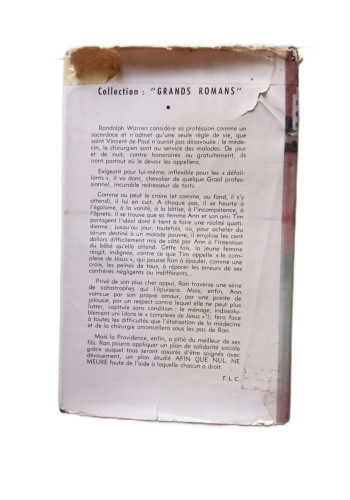 Collection : "GRANDS ROMANS"
•
Randolph Warren considère sa profession comme un
sacerdoce et n'admet qu'une seule règle de vie, que
saint Vincent de Paul n'aurait pas désavouée : le méde-
cin, le chirurgien sont au service des malades. De jour
et de nuit, contre honoraires ou gratuitement, ils
iront partout où le devoir les appellera.
Exigeant pour lui-même, inflexible pour les « défail-
lants », il va donc, chevalier de quelque Graal profes-
sionnel, incurable redresseur de torts.
Comme on peut le croire (et comme, au fond, il s'y
attend), il lui en cuit. A chaque pas, il se heurte à
l'égoïsme, à la vanité, à la bêtise, à l'incompétence, à
l'âpreté. Il se trouve que sa femme Ann et son ami Tim
partagent l'idéal dont il tient à faire une réalité quoti-
dienne ; jusqu'au jour, toutefois, où, pour acheter du
sérum destiné à un malade pauvre, il emploie les cent
dollars difficilement mis de côté par Ann à l'intention
du bébé qu'elle attend. Cette fois, la jeune femme
réagit, indignée, contre ce que Tim appelle « le com-
plexe de Jésus », qui pousse Ran à épauler, comme une
croix, les peines de tous, à réparer les erreurs de ses
confrères négligents ou indifférents...
Privé de son plus cher appui, Ran traverse une série
de catastrophes qui l'épuisera. Mais, enfin, Ann
vaincue par son propre amour, par une pointe de
jalousie, par un respect contre lequel elle ne peut plus
lutter, capitule sans condition : le ménage, indissolu-
blement uni (dans le « complexe de Jésus »!), fera face
à toutes les difficultés que l'étatisation de la médecine
et de la chirurgie amoncellera sous les pas de Ran.
Mais la Providence, enfin, a pitié du meilleur de ses
fils. Ran pourra appliquer un plan de solidarité sociale
grâce auquel tous seront assurés d'être soignés avec
dévouement, un plan étudié AFIN QUE NUL NE
MEURE faute de l'aide à laquelle chacun a droit.
T. L. C.